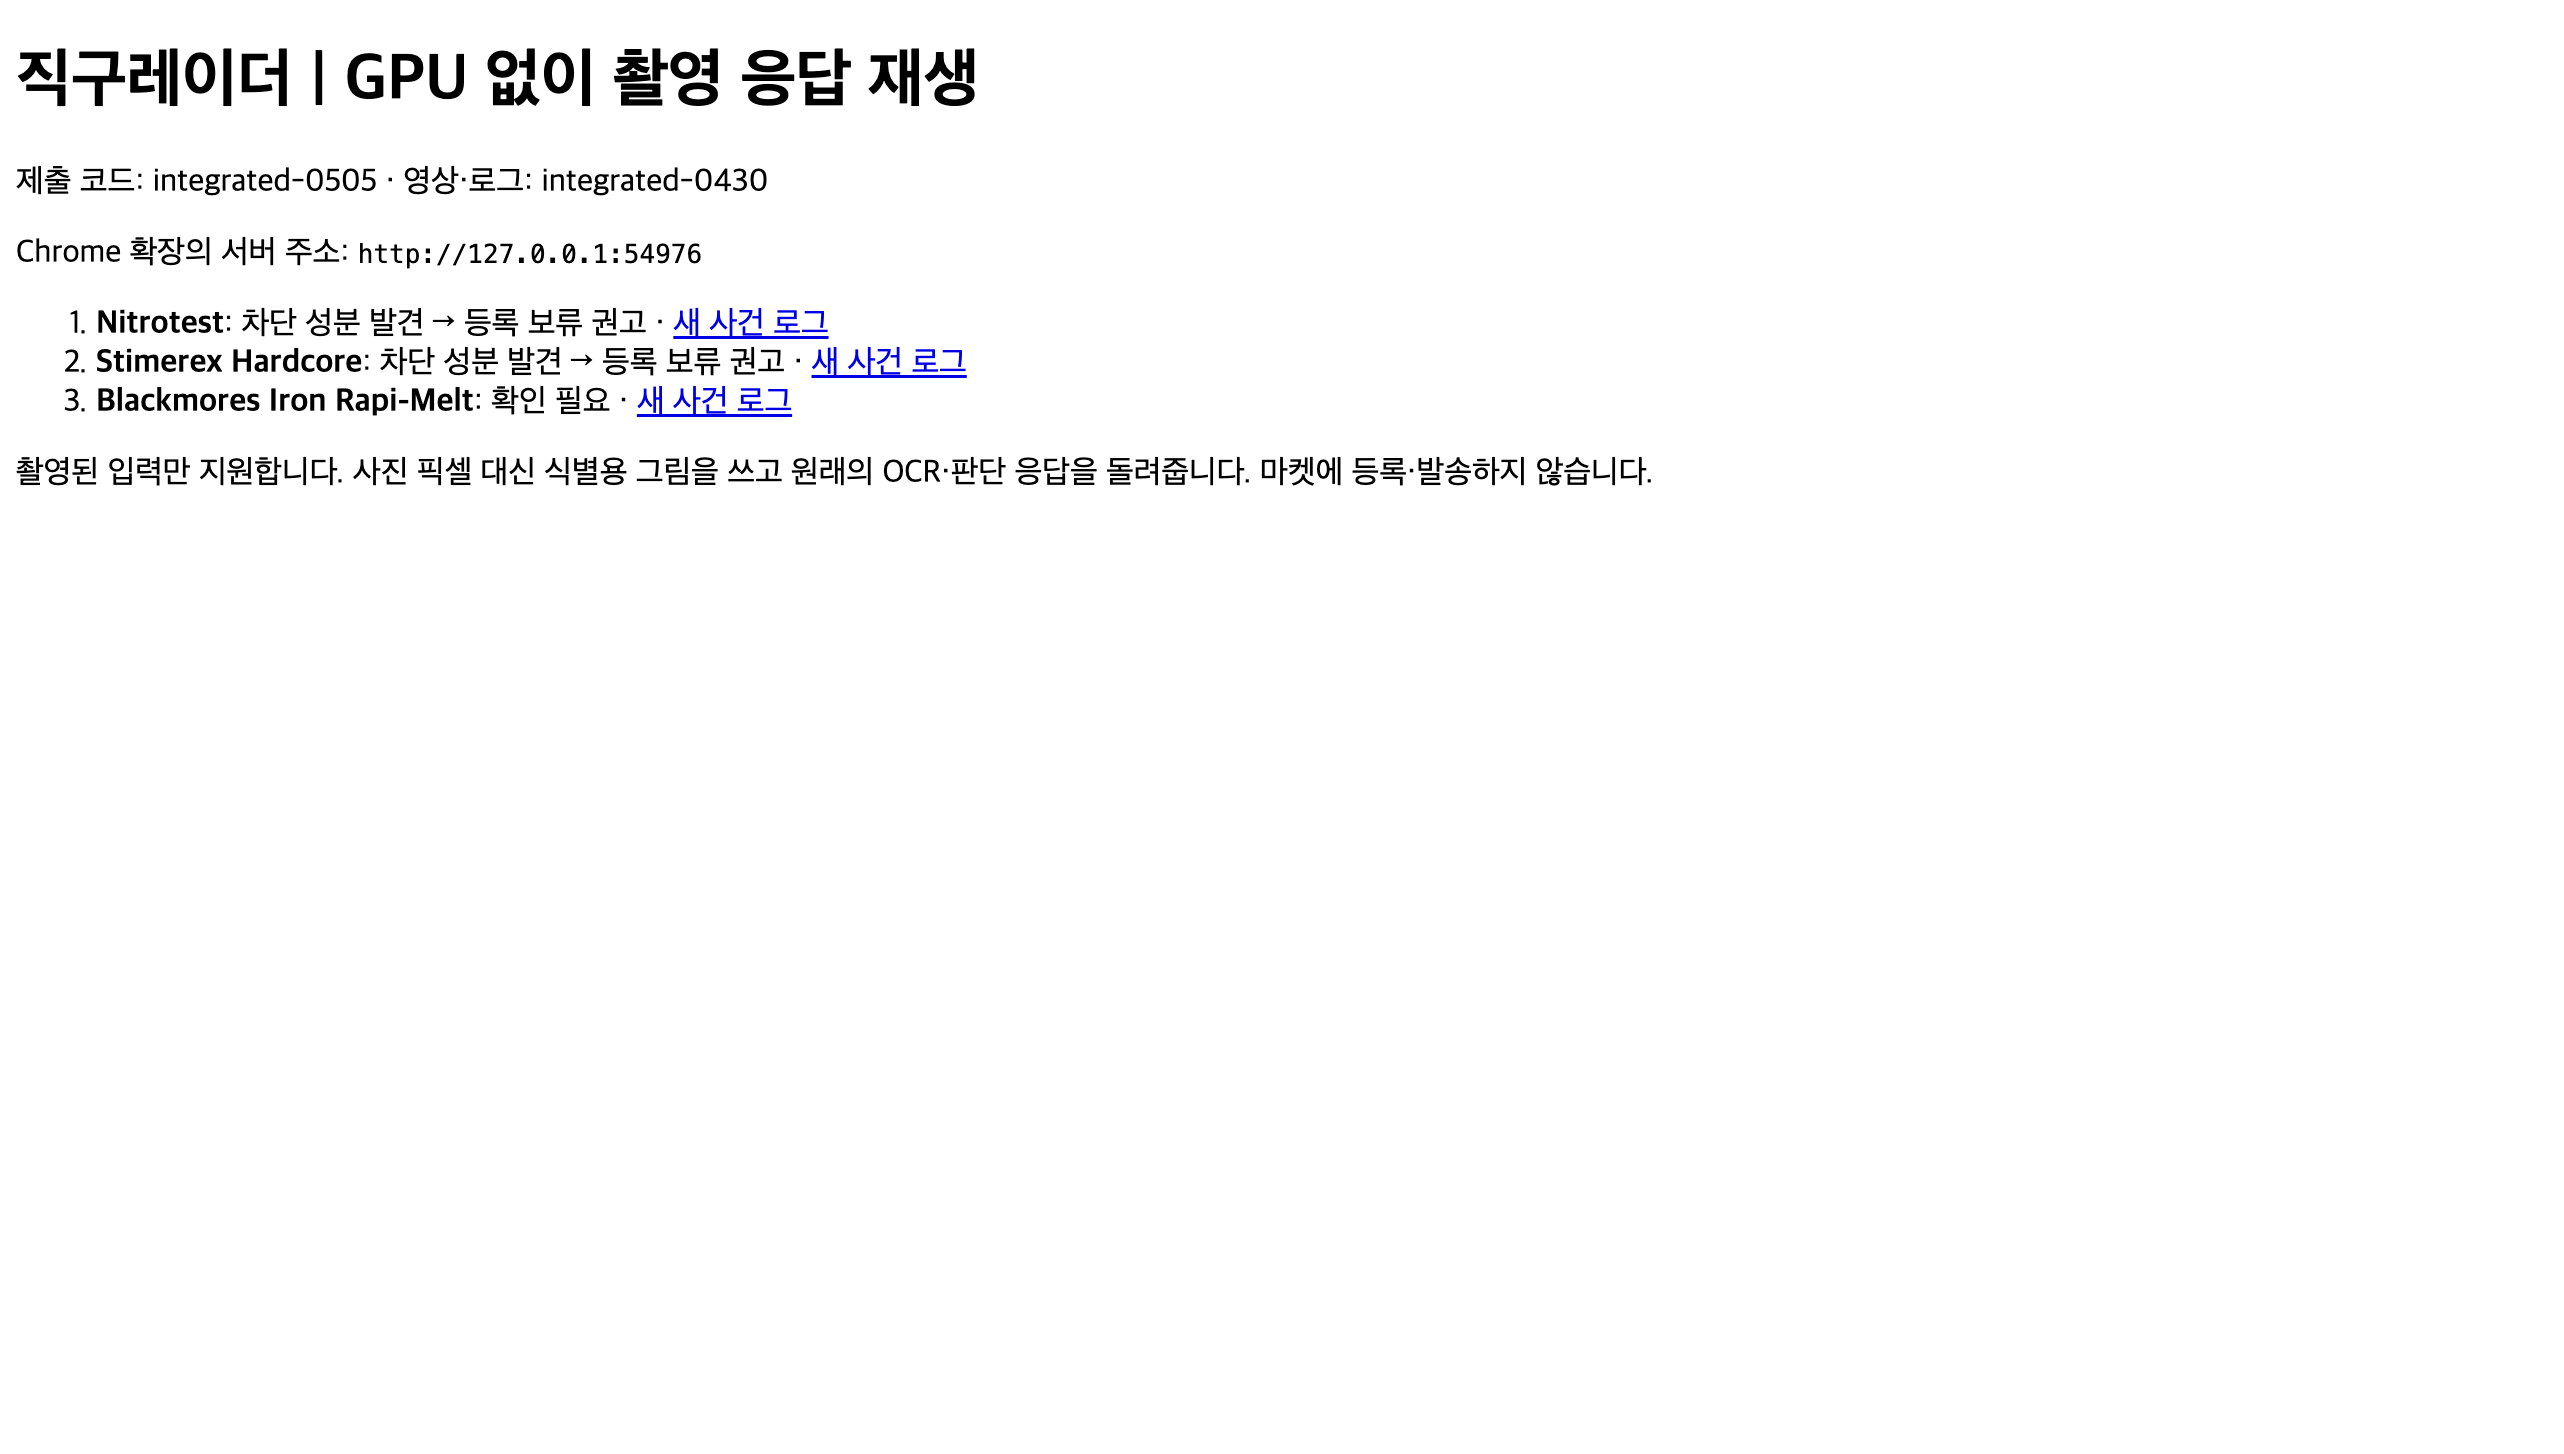 직구레이더 | GPU 없이 촬영 응답 재생
제출 코드: integrated-0505 · 영상·로그: integrated-0430
Chrome 확장의 서버 주소: http://127.0.0.1:54976
1. Nitrotest: 차단 성분 발견 → 등록 보류 권고 · 새 사건 로그
2. Stimerex Hardcore: 차단 성분 발견 → 등록 보류 권고 · 새 사건 로그
3. Blackmores Iron Rapi-Melt: 확인 필요 · 새 사건 로그
촬영된 입력만 지원합니다. 사진 픽셀 대신 식별용 그림을 쓰고 원래의 OCR·판단 응답을 돌려줍니다. 마켓에 등록·발송하지 않습니다.